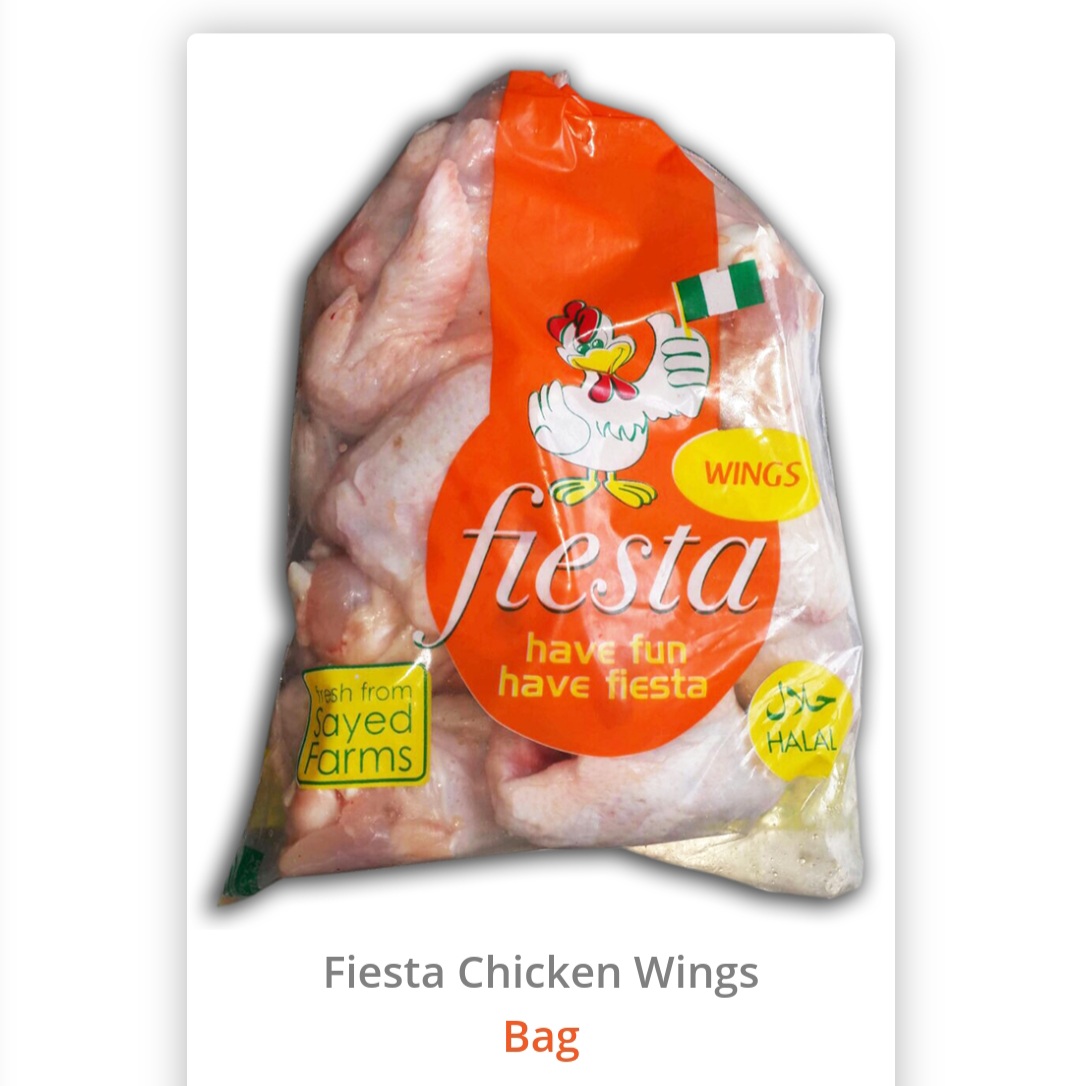 WINGS
fiesta
have fun
have fiesta
fresh from
Sayed
Farms
حلال
HALAL
Fiesta Chicken Wings
Bag